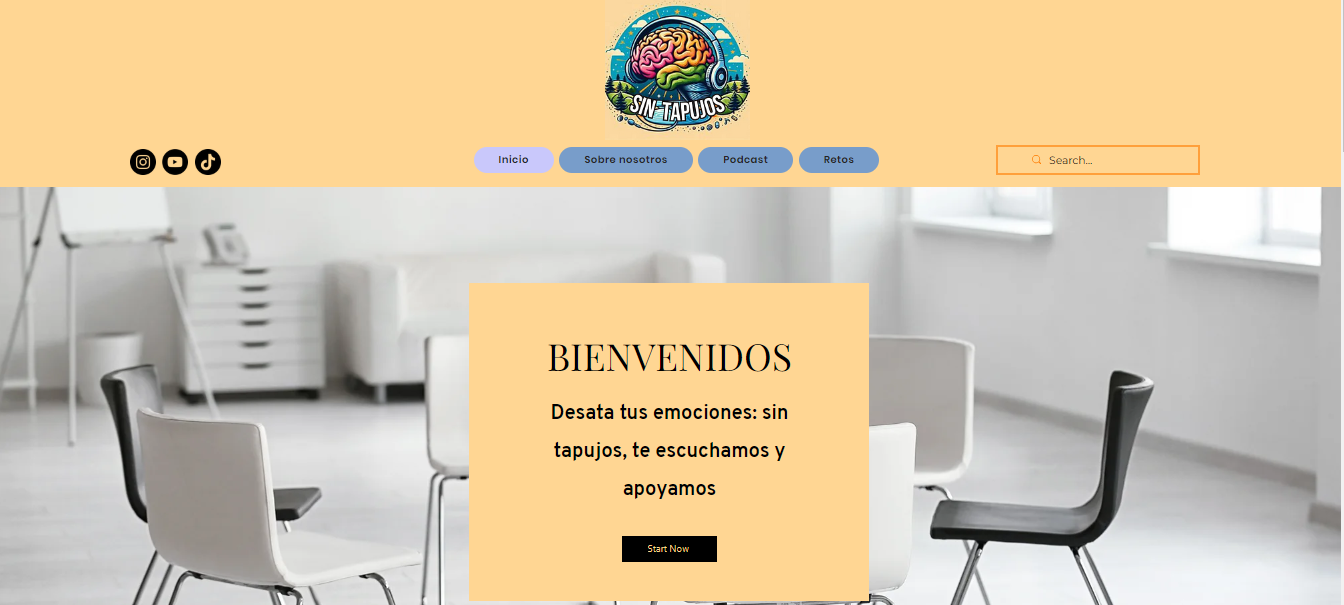 SIN TAPUJOS
Inicio
Sobre nosotros
Podcast
Retos
Search...
BIENVENIDOS
Desata tus emociones: sin
tapujos, te escuchamos y
apoyamos
Start Now